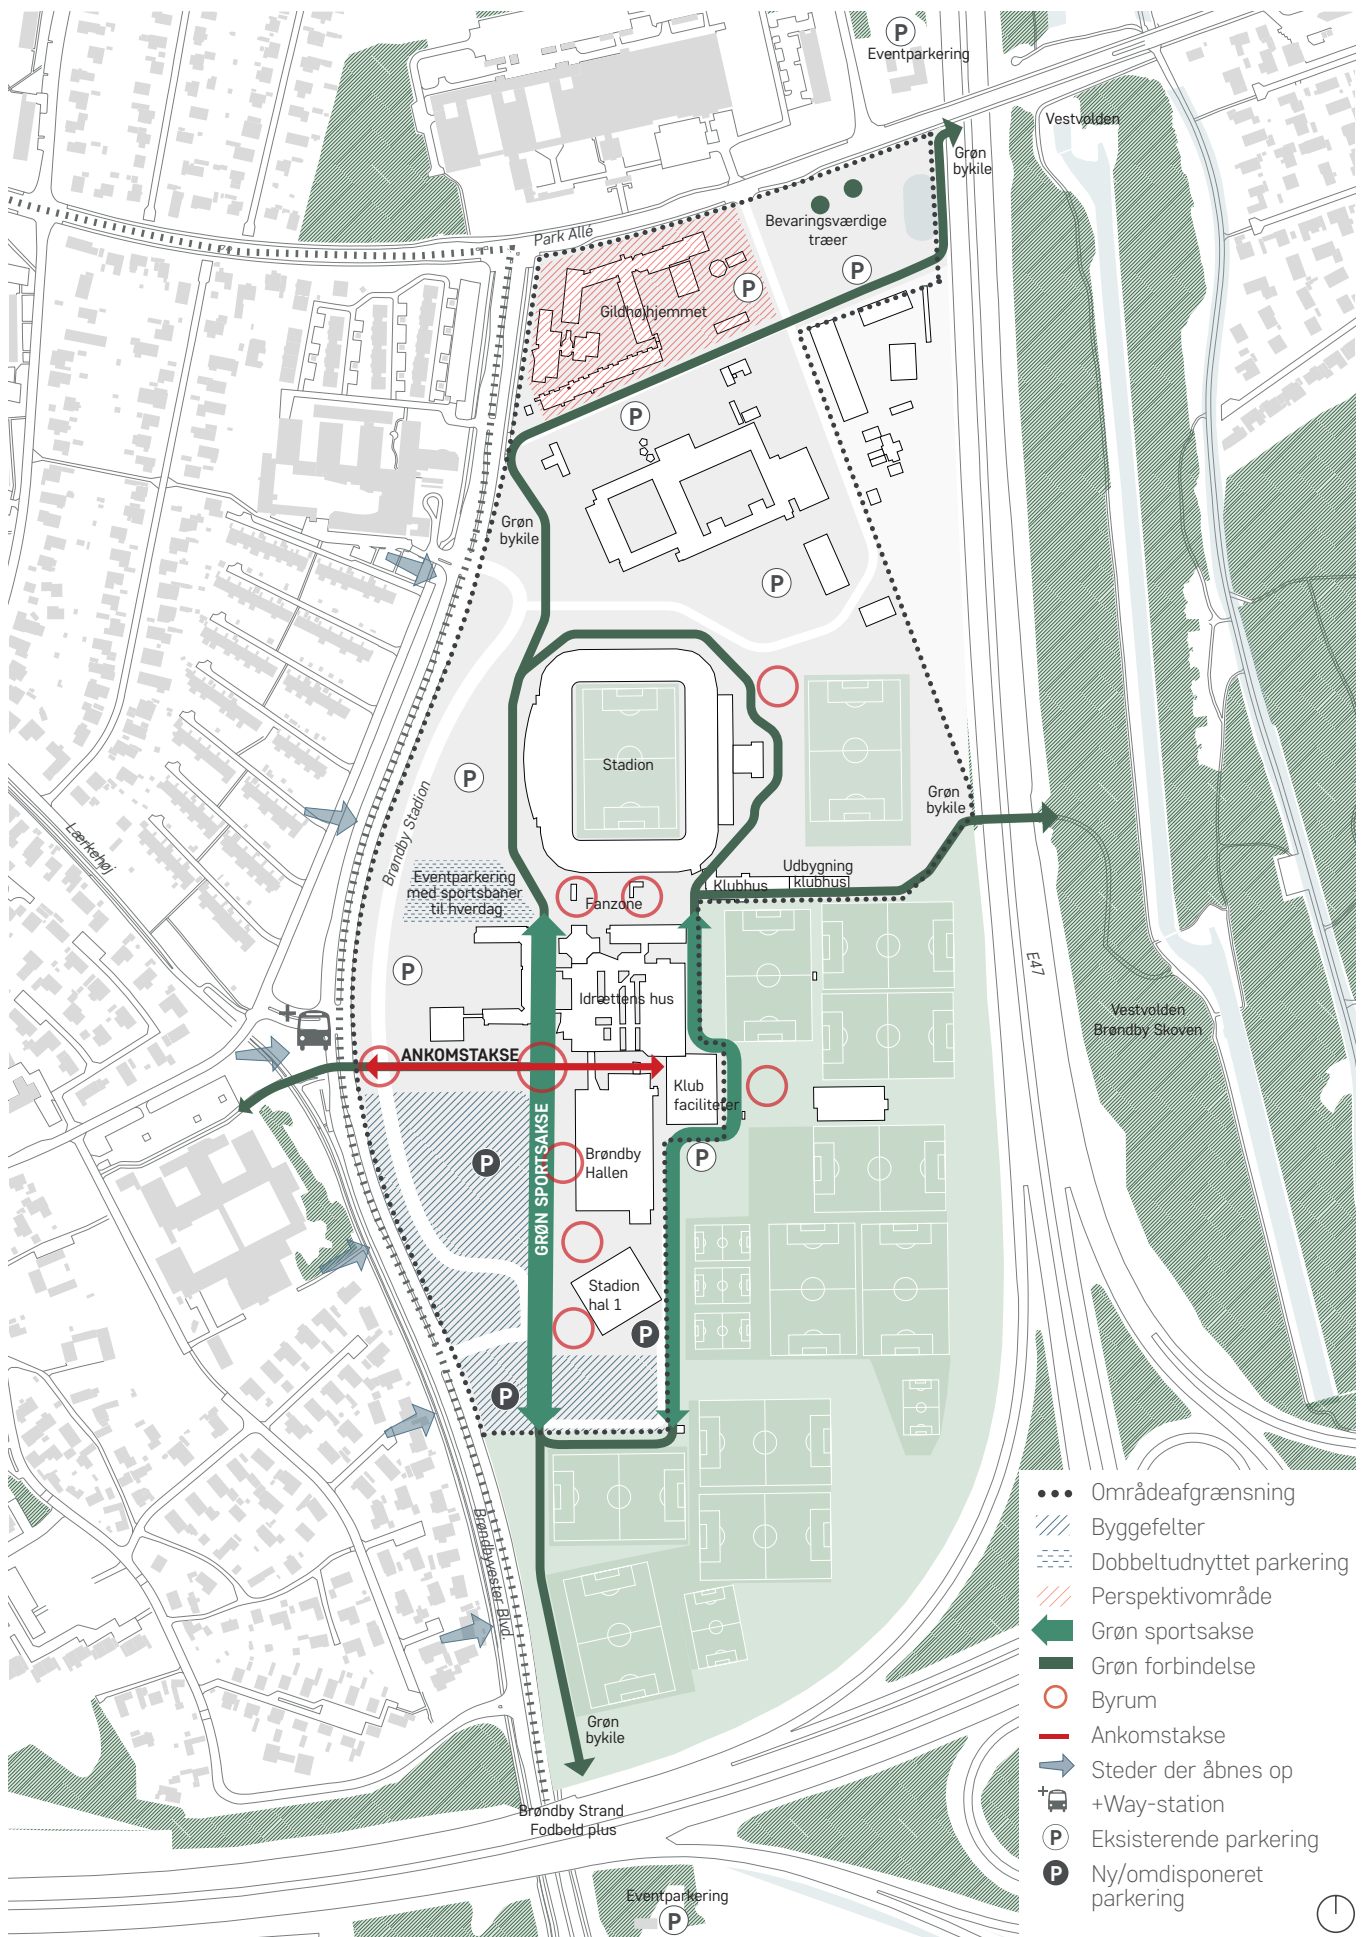 P
Eventparkering
Vestvolden
Grøn
bykile
Bevaringsværdige
træer
Park Allé
P
P
Gildhøjhjemmet
P
Grøn
bykile
P
Stadion
P
Brøndby Stadion
Grøn
bykile
Lærkehøj
Udbygning
klubhus
Klubhus
Eventparkering
med sportsbaner
til hverdag
Fanzone
P
E47
Idrættens hus
Vestvolden
Brøndby Skoven
+
ANKOMSTAKSE
Klub
faciliteter
GRØN SPORTSAKSE
P
Brøndby
Hallen
P
Stadion
hal 1
P
P
Brøndbyvester Blvd.
Grøn
bykile
Brøndby Strand
Fodbold plus
Eventparkering
P
Områdeafgrænsning
Byggefelter
Dobbeltudnyttet parkering
Perspektivområde
Grøn sportsakse
Grøn forbindelse
Byrum
Ankomstakse
Steder der åbnes op
+
+Way-station
P
Eksisterende parkering
P
Ny/omdisponeret
parkering